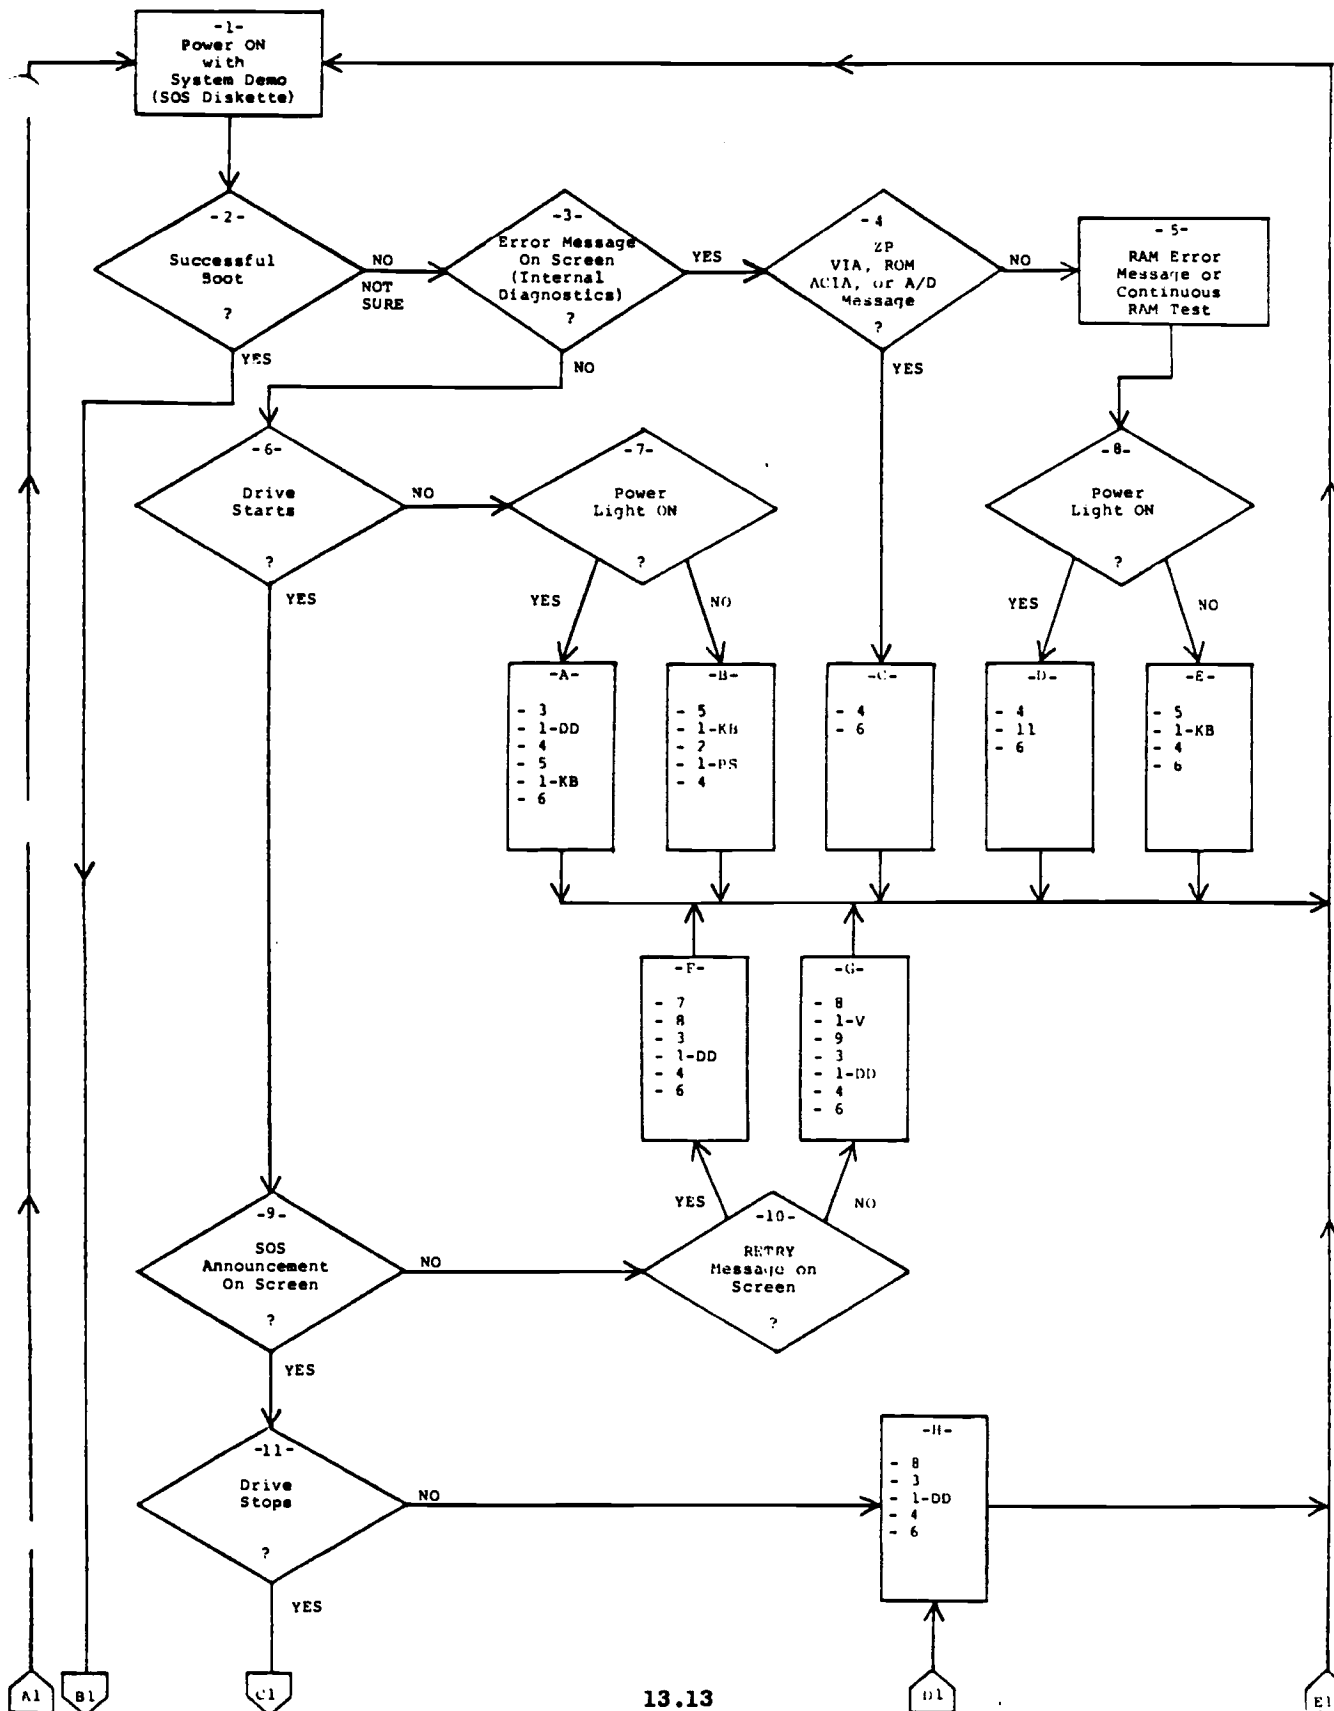 -1-
Power ON
with
System Demo
(SOS Diskette)
-2-
Successful
Boot
?
NO
NOT
SURE
YES
-3-
Error Message
On Screen
(Internal
Diagnostics)
?
YES
NO
-4
ZP
VIA, ROM
ACIA, or A/D
Message
?
NO
YES
-5-
RAM Error
Message or
Continuous
RAM Test
-6-
Drive
Starts
?
NO
YES
-7-
Power
Light ON
?
YES
NO
-8-
Power
Light ON
?
YES
NO
-A-
- 3
- 1-DD
- 4
- 5
- 1-KB
- 6
-B-
- 5
- 1-KB
- 2
- 1-PS
- 4
-C-
- 4
- 6
-D-
- 4
- 11
- 6
-E-
- 5
- 1-KB
- 4
- 6
-F-
- 7
- 8
- 3
- 1-DD
- 4
- 6
-G-
- 8
- 1-V
- 9
- 3
- 1-DD
- 4
- 6
-9-
SOS
Announcement
On Screen
?
NO
YES
-10-
RETRY
Message on
Screen
?
YES
NO
-11-
Drive
Stops
?
NO
YES
-H-
- 8
- 3
- 1-DD
- 4
- 6
A1
B1
C1
13.13
D1
E1